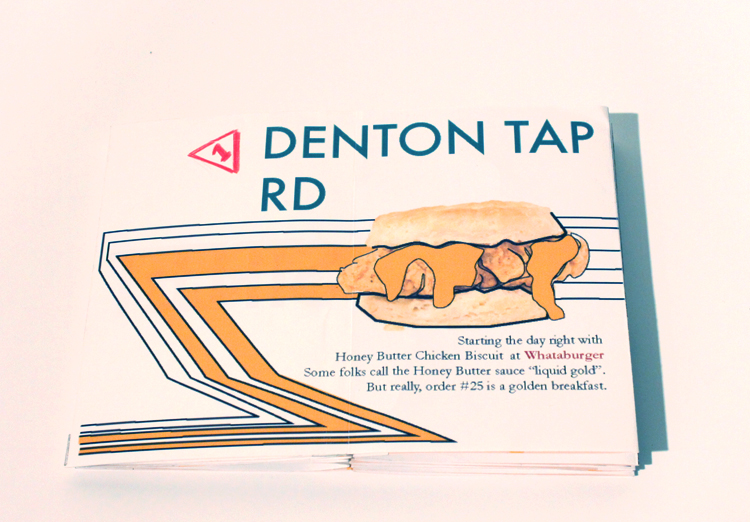 1
DENTON TAP
RD
Starting the day right with
Honey Butter Chicken Biscuit at Whataburger
Some folks call the Honey Butter sauce “liquid gold”.
But really, order #25 is a golden breakfast.